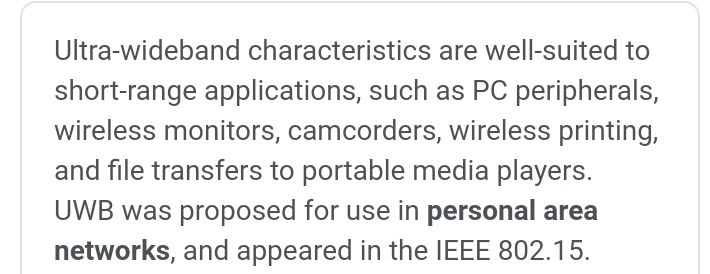 Ultra-wideband characteristics are well-suited to
short-range applications, such as PC peripherals,
wireless monitors, camcorders, wireless printing,
and file transfers to portable media players.
UWB was proposed for use in personal area
networks, and appeared in the IEEE 802.15.